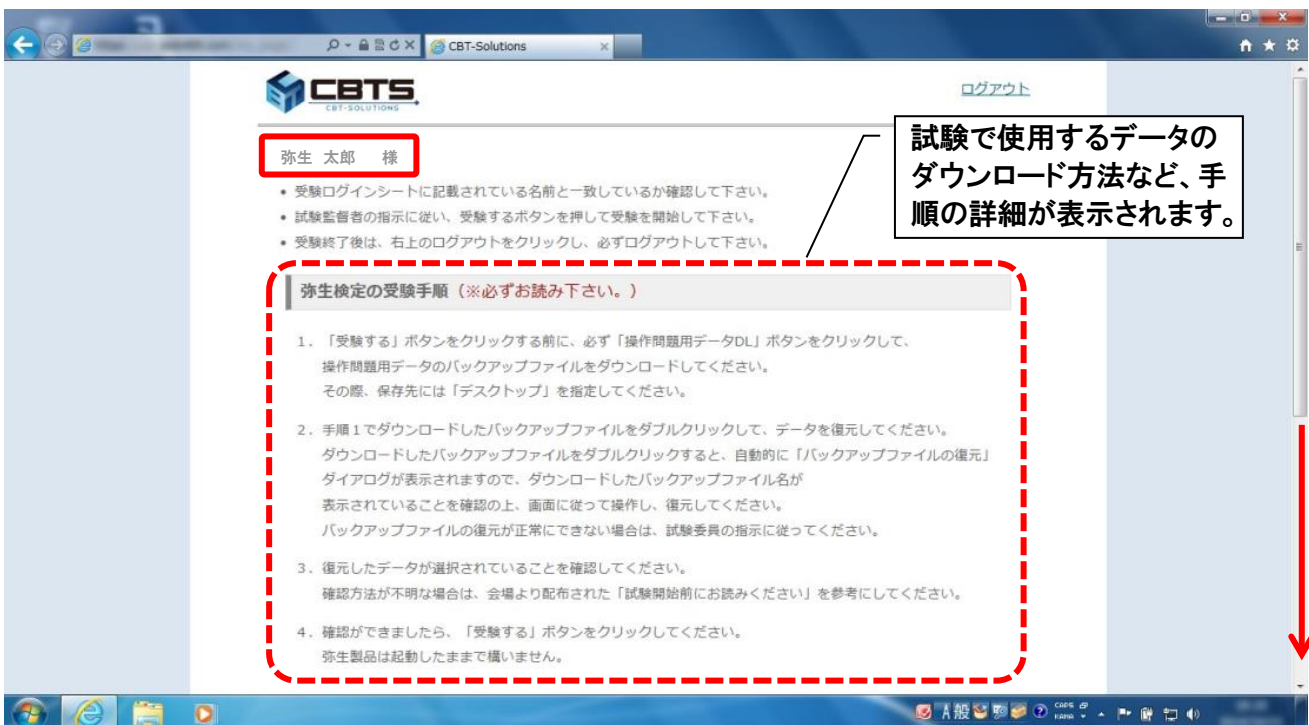 CBT-Solutions
CBTS
CBT-SOLUTIONS
ログアウト
弥生 太郎 様
試験で使用するデータの
ダウンロード方法など、手
順の詳細が表示されます。
• 受験ログインシートに記載されている名前と一致しているか確認して下さい。
• 試験監督者の指示に従い、受験するボタンを押して受験を開始して下さい。
• 受験終了後は、右上のログアウトをクリックし、必ずログアウトして下さい。
弥生検定の受験手順（※必ずお読み下さい。）
1. 「受験する」ボタンをクリックする前に、必ず「操作問題用データDL」ボタンをクリックして、
操作問題用データのバックアップファイルをダウンロードしてください。
その際、保存先には「デスクトップ」を指定してください。
2. 手順１でダウンロードしたバックアップファイルをダブルクリックして、データを復元してください。
ダウンロードしたバックアップファイルをダブルクリックすると、自動的に「バックアップファイルの復元」
ダイアログが表示されますので、ダウンロードしたバックアップファイル名が
表示されていることを確認の上、画面に従って操作し、復元してください。
バックアップファイルの復元が正常にできない場合は、試験委員の指示に従ってください。
3. 復元したデータが選択されていることを確認してください。
確認方法が不明な場合は、会場より配布された「試験開始前にお読みください」を参考にしてください。
4. 確認ができましたら、「受験する」ボタンをクリックしてください。
弥生製品は起動したままで構いません。
A 般
CAPS
KANA